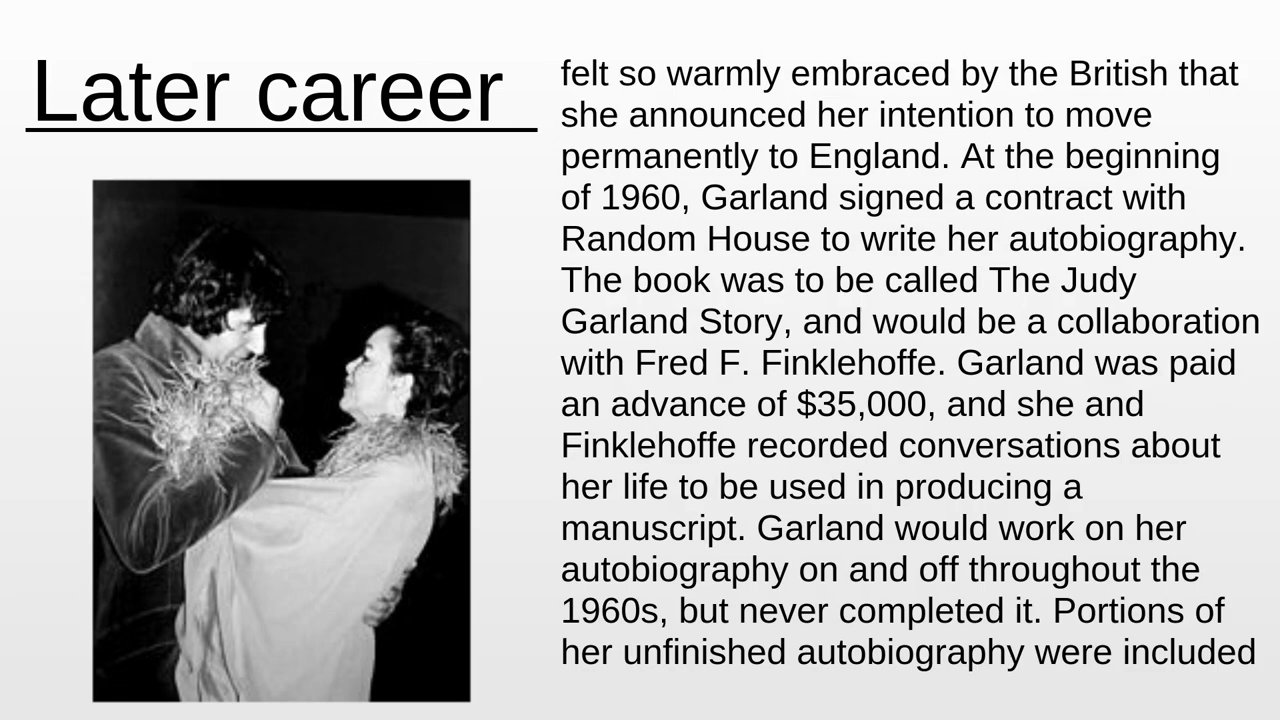 Later career
felt so warmly embraced by the British that
she announced her intention to move
permanently to England. At the beginning
of 1960, Garland signed a contract with
Random House to write her autobiography.
The book was to be called The Judy
Garland Story, and would be a collaboration
with Fred F. Finklehoffe. Garland was paid
an advance of $35,000, and she and
Finklehoffe recorded conversations about
her life to be used in producing a
manuscript. Garland would work on her
autobiography on and off throughout the
1960s, but never completed it. Portions of
her unfinished autobiography were included